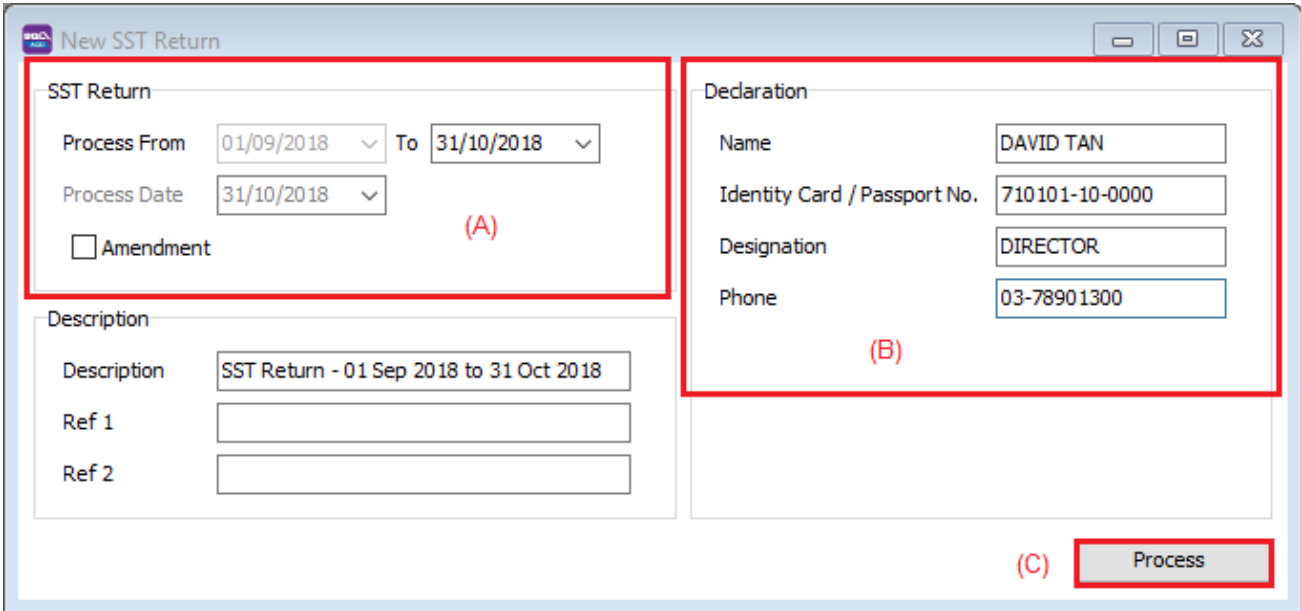 New SST Return
SST Return
Process From 01/09/2018 To 31/10/2018
Process Date 31/10/2018
(A)
Amendment
Description
Description SST Return - 01 Sep 2018 to 31 Oct 2018
Ref 1
Ref 2
Declaration
Name DAVID TAN
Identity Card / Passport No. 710101-10-0000
Designation DIRECTOR
Phone 03-78901300
(B)
(C) Process